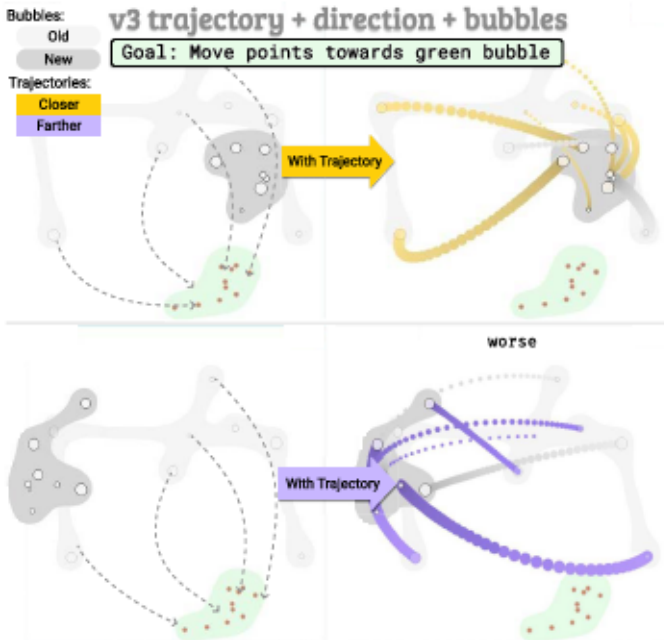 Bubbles:
v3 trajectory + direction + bubbles
Old
Goal: Move points towards green bubble
New
Trajectories:
Closer
Farther
With Trajectory
worse
With Trajectory